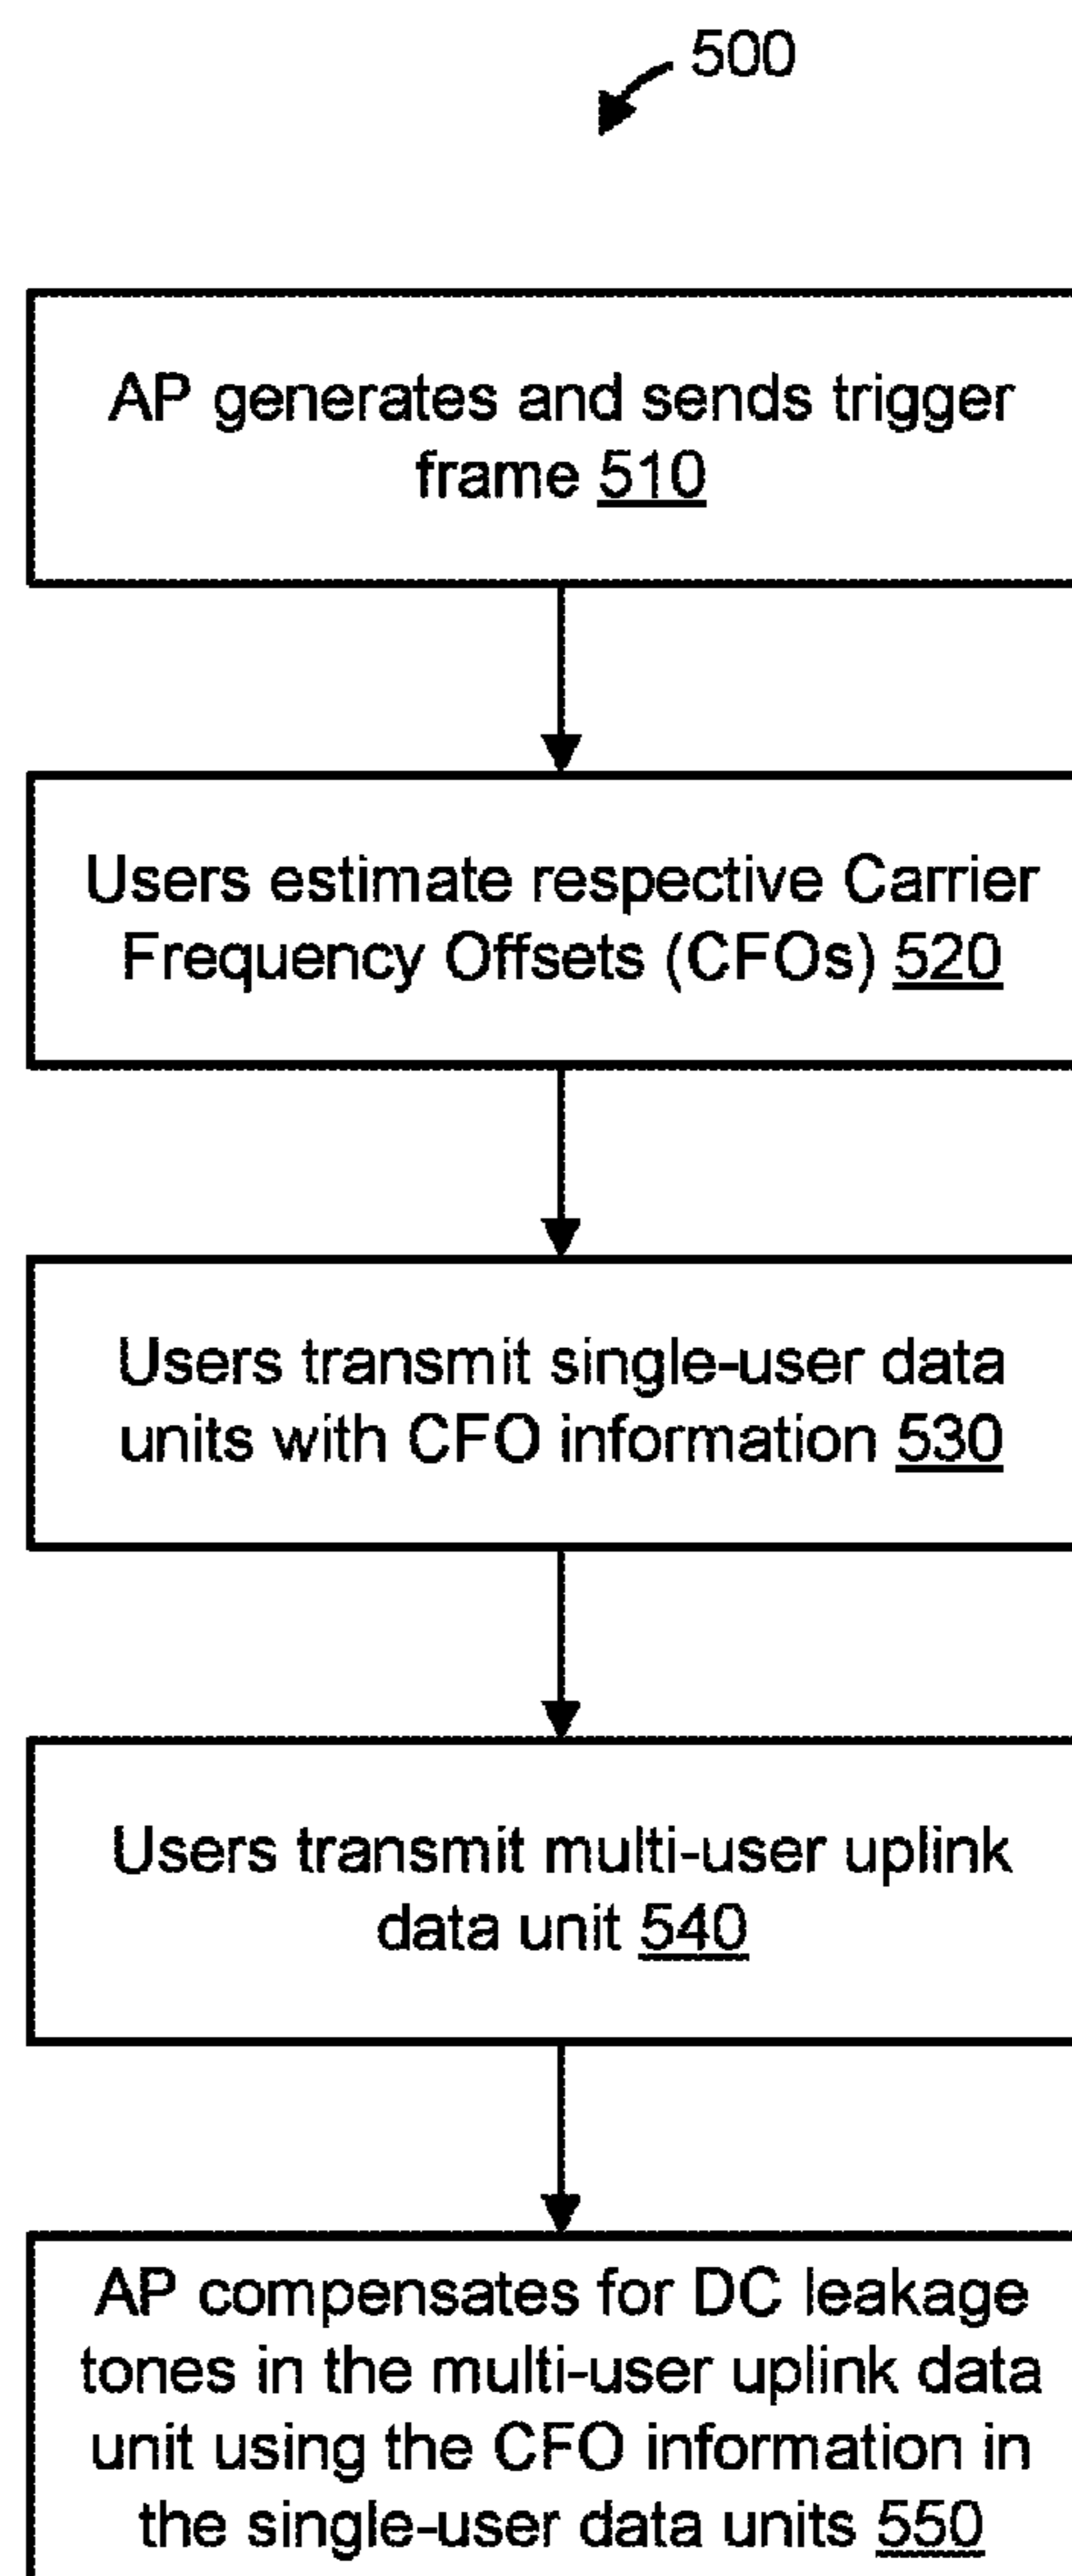 500
AP generates and sends trigger
frame 510
Users estimate respective Carrier
Frequency Offsets (CFOs) 520
Users transmit single-user data
units with CFO information 530
Users transmit multi-user uplink
data unit 540
AP compensates for DC leakage
tones in the multi-user uplink data
unit using the CFO information in
the single-user data units 550